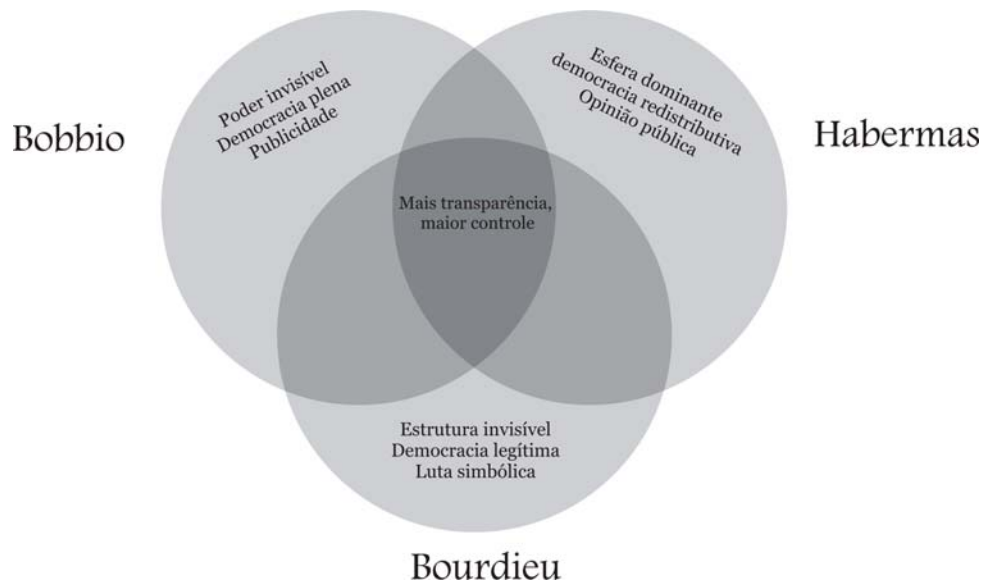 Bobbio
Poder invisível
Democracia plena
Publicidade
Esfera dominante
democracia redistributiva
Opinião pública
Habermas
Mais transparência,
maior controle
Estrutura invisível
Democracia legítima
Luta simbólica
Bourdieu